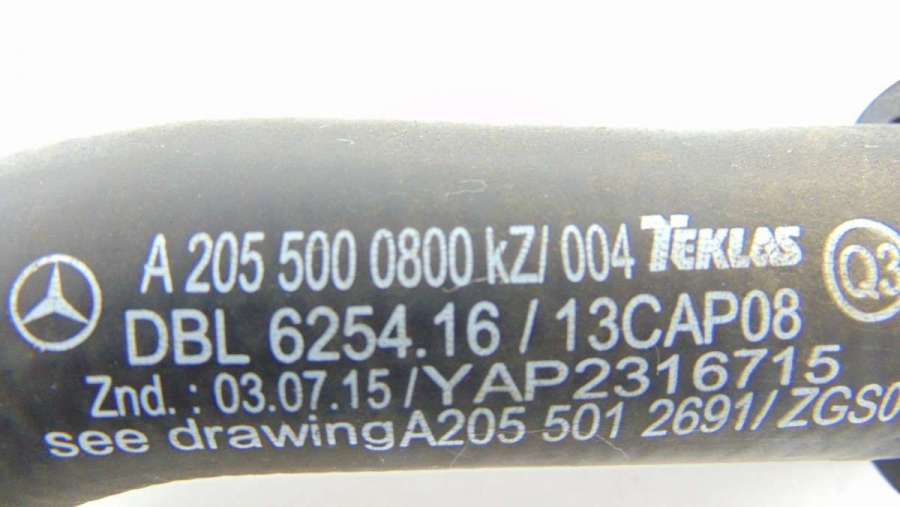 A 205 500 0800 kZ/ 004 TEKLAS Q3
DBL 6254.16 / 13CAP08
Znd. : 03.07.15/YAP2316715
see drawingA205 501 2691/ZGS0